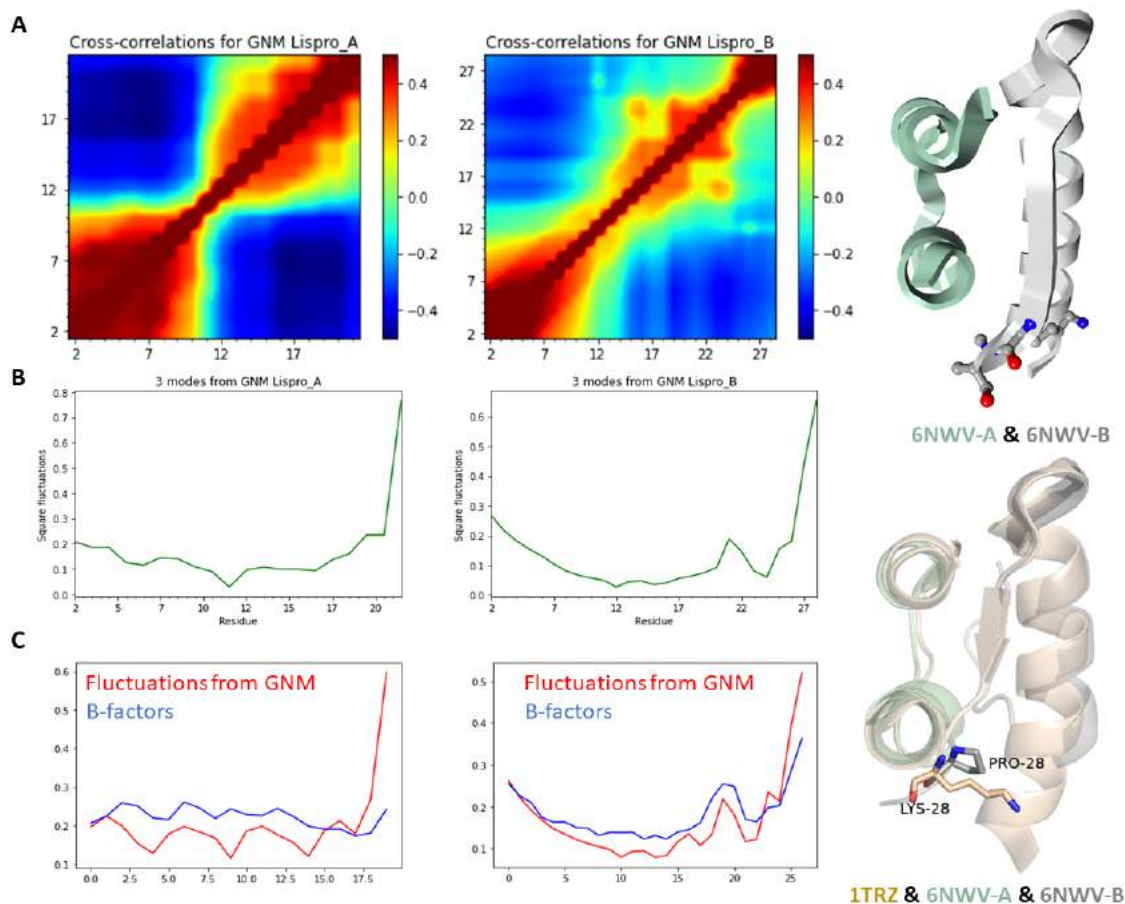 A
Cross-correlations for GNM Lispro_A
17
12
7
2
2 7 12 17
0.4
0.2
0.0
−0.2
−0.4
Cross-correlations for GNM Lispro_B
27
22
17
12
7
2
2 7 12 17 22 27
0.4
0.2
0.0
−0.2
−0.4
6NWV-A & 6NWV-B
B
3 modes from GNM Lispro_A
Square fluctuations
0.8
0.7
0.6
0.5
0.4
0.3
0.2
0.1
0.0
2 5 7 10 12 15 17 20
Residue
3 modes from GNM Lispro_B
Square fluctuations
0.6
0.5
0.4
0.3
0.2
0.1
0.0
2 7 12 17 22 27
Residue
C
Fluctuations from GNM
B-factors
0.6
0.5
0.4
0.3
0.2
0.1
0.0 2.5 5.0 7.5 10.0 12.5 15.0 17.5
Fluctuations from GNM
B-factors
0.5
0.4
0.3
0.2
0.1
0 5 10 15 20 25
PRO-28
LYS-28
1TRZ & 6NWV-A & 6NWV-B